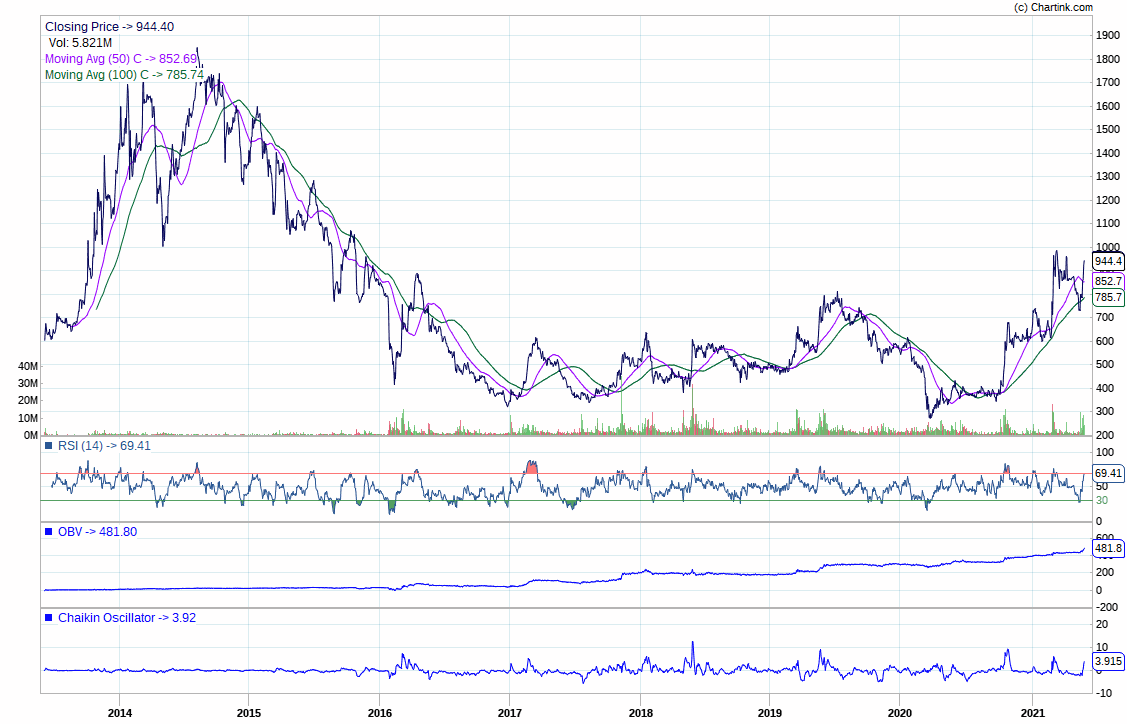 (c) Chartink.com
Closing Price -> 944.40
Vol: 5.821M
Moving Avg (50) C -> 852.69
Moving Avg (100) C -> 785.74
1900
1800
1700
1600
1500
1400
1300
1200
1100
1000
944.4
852.7
785.7
700
600
500
400
300
200
40M
30M
20M
10M
0M
RSI (14) -> 69.41
100
69.41
50
30
0
OBV -> 481.80
600
481.8
400
200
0
-200
Chaikin Oscillator -> 3.92
20
10
3.915
0
-10
2014 2015 2016 2017 2018 2019 2020 2021